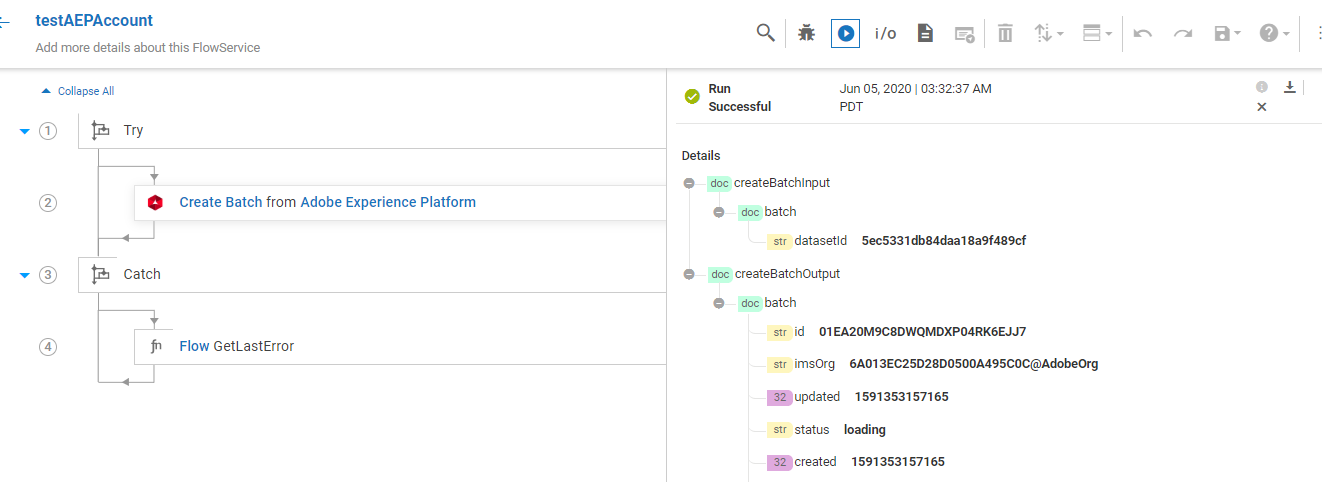 testAEPAccount
Add more details about this FlowService
i/o
Collapse All
1
Try
2
Create Batch from Adobe Experience Platform
3
Catch
4
fn
Flow GetLastError
Run Successful
Jun 05, 2020 | 03:32:37 AM PDT
Details
doc createBatchInput
doc batch
str datasetId 5ec5331db84daa18a9f489cf
doc createBatchOutput
doc batch
str id 01EA20M9C8DWQMDXP04RK6EJJ7
str imsOrg 6A013EC25D28D0500A495C0C@AdobeOrg
32 updated 1591353157165
str status loading
32 created 1591353157165